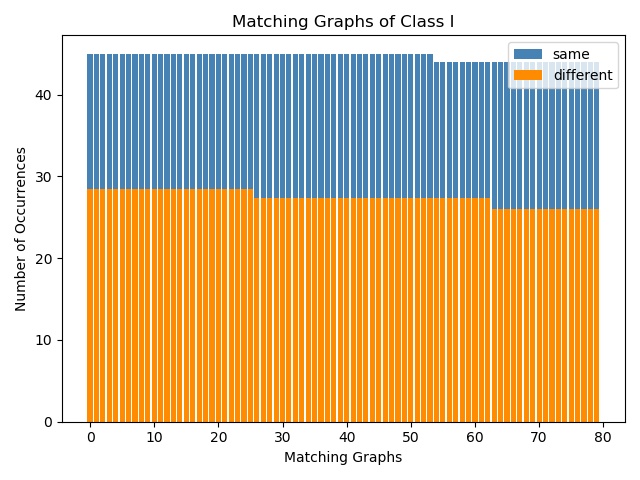 Matching Graphs of Class I
same
different
Number of Occurrences
40
30
20
10
0
0 10 20 30 40 50 60 70 80
Matching Graphs